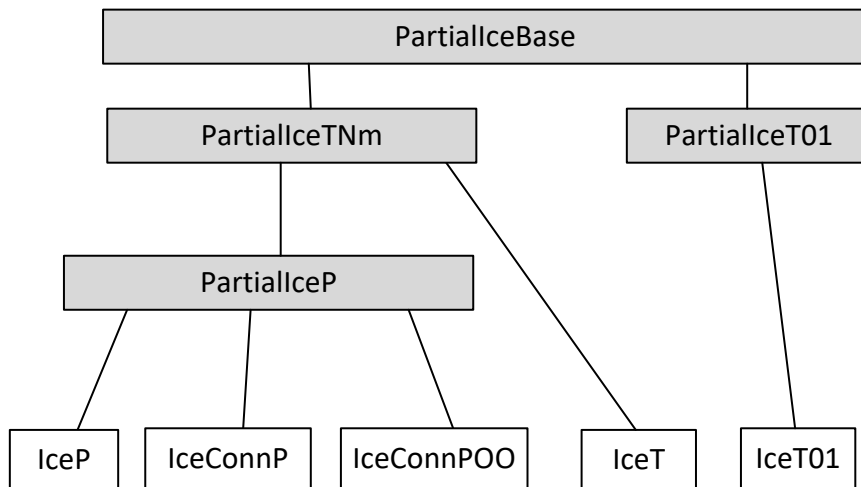 PartialIceBase
PartialIceTNm
PartialIceT01
PartialIceP
IceP
IceConnP
IceConnPOO
IceT
IceT01